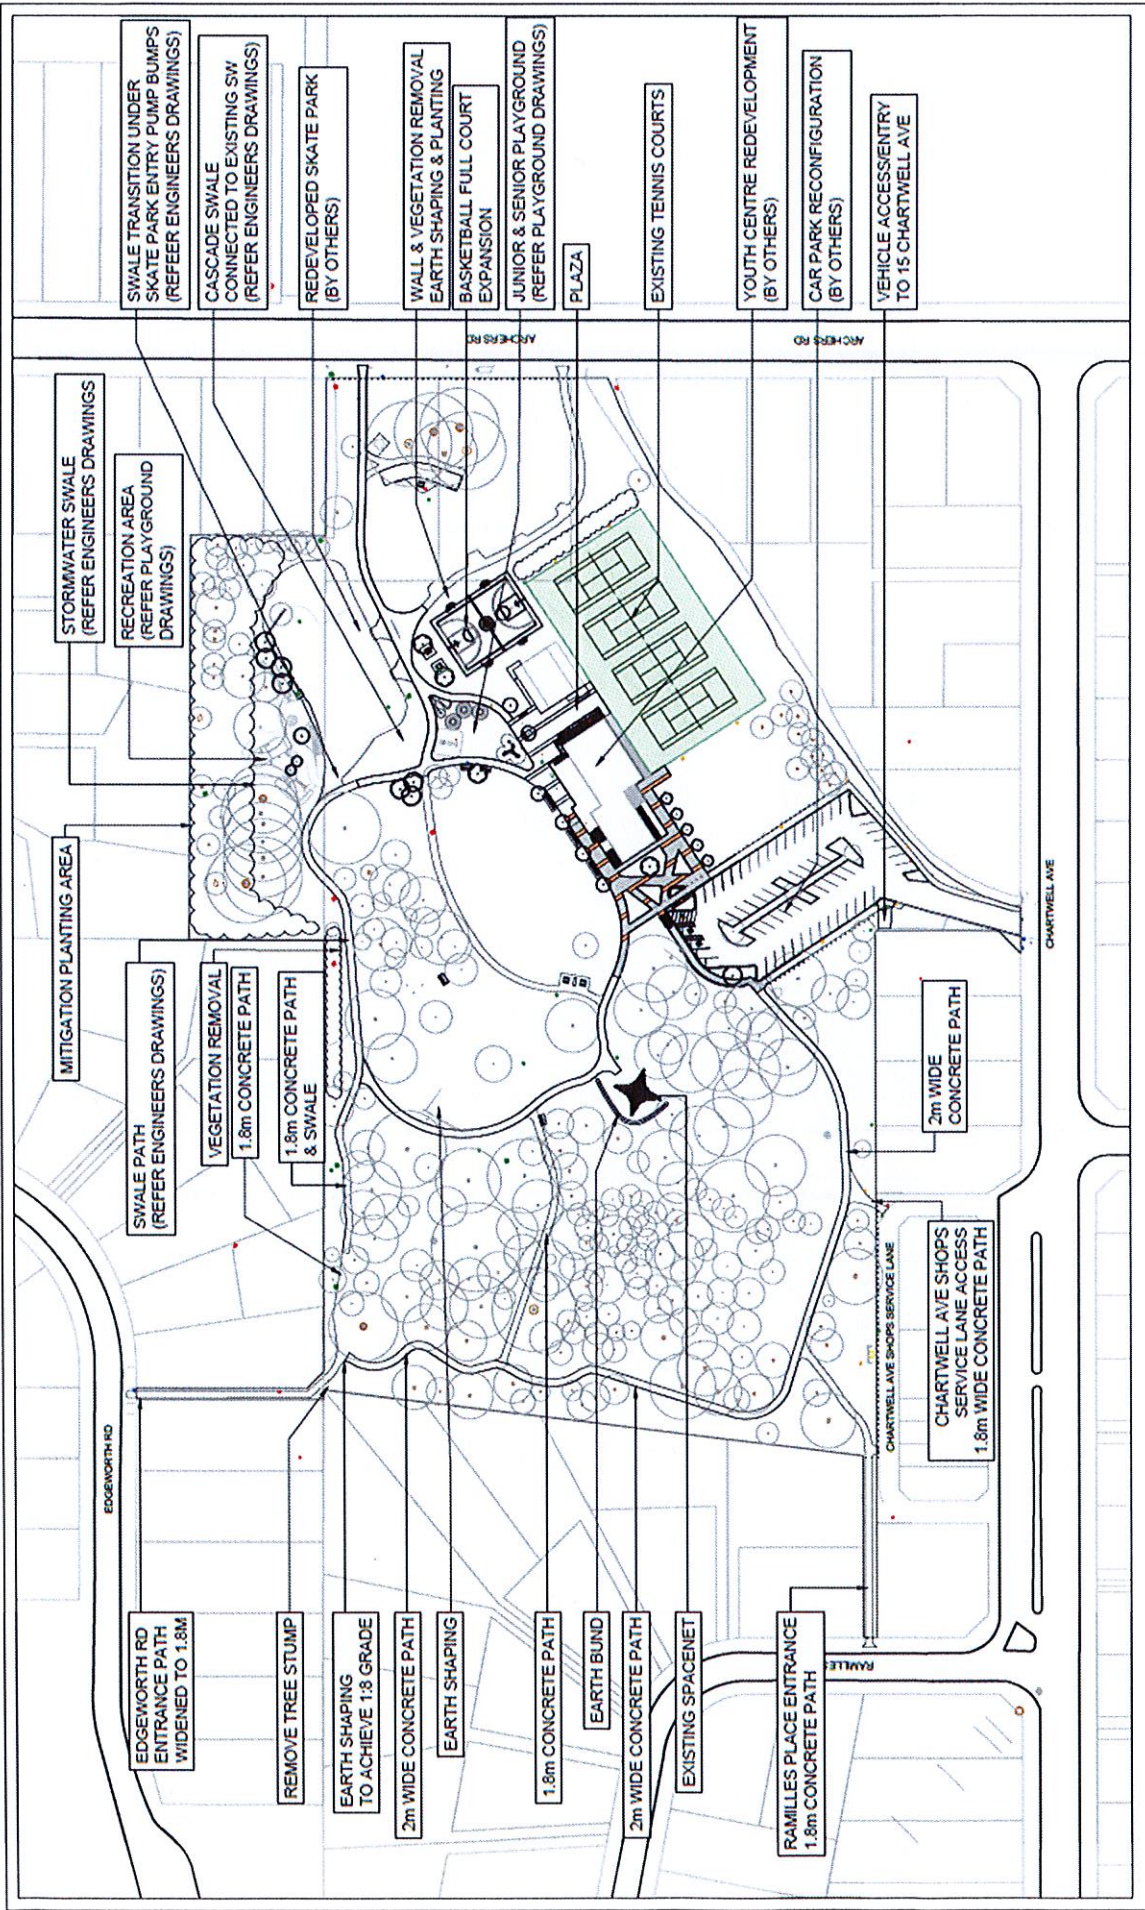 SWALE TRANSITION UNDER
SKATE PARK ENTRY PUMP BUMPS
(REFEER ENGINEERS DRAWINGS)
CASCADE SWALE
CONNECTED TO EXISTING SW
(REFER ENGINEERS DRAWINGS)
REDEVELOPED SKATE PARK
(BY OTHERS)
WALL & VEGETATION REMOVAL
EARTH SHAPING & PLANTING
BASKETBALL FULL COURT
EXPANSION
JUNIOR & SENIOR PLAYGROUND
(REFER PLAYGROUND DRAWINGS)
PLAZA
EXISTING TENNIS COURTS
YOUTH CENTRE REDEVELOPMENT
(BY OTHERS)
CAR PARK RECONFIGURATION
(BY OTHERS)
VEHICLE ACCESS/ENTRY
TO 15 CHARTWELL AVE
ARCHERS RD
ARCHERS RD
STORMWATER SWALE
(REFER ENGINEERS DRAWINGS
RECREATION AREA
(REFER PLAYGROUND
DRAWINGS)
MITIGATION PLANTING AREA
SWALE PATH
(REFER ENGINEERS DRAWINGS)
VEGETATION REMOVAL
1.8m CONCRETE PATH
1.8m CONCRETE PATH
& SWALE
CHARTWELL AVE
2m WIDE
CONCRETE PATH
CHARTWELL AVE SHOPS
SERVICE LANE ACCESS
1.8m WIDE CONCRETE PATH
CHARTWELL AVE SHOPS SERVICE LANE
EDGEWORTH RD
EDGEWORTH RD
ENTRANCE PATH
WIDENED TO 1.8M
REMOVE TREE STUMP
EARTH SHAPING
TO ACHIEVE 1:8 GRADE
2m WIDE CONCRETE PATH
EARTH SHAPING
1.8m CONCRETE PATH
EARTH BUND
2m WIDE CONCRETE PATH
EXISTING SPACENET
RAMILLES PLACE ENTRANCE
1.8m CONCRETE PATH